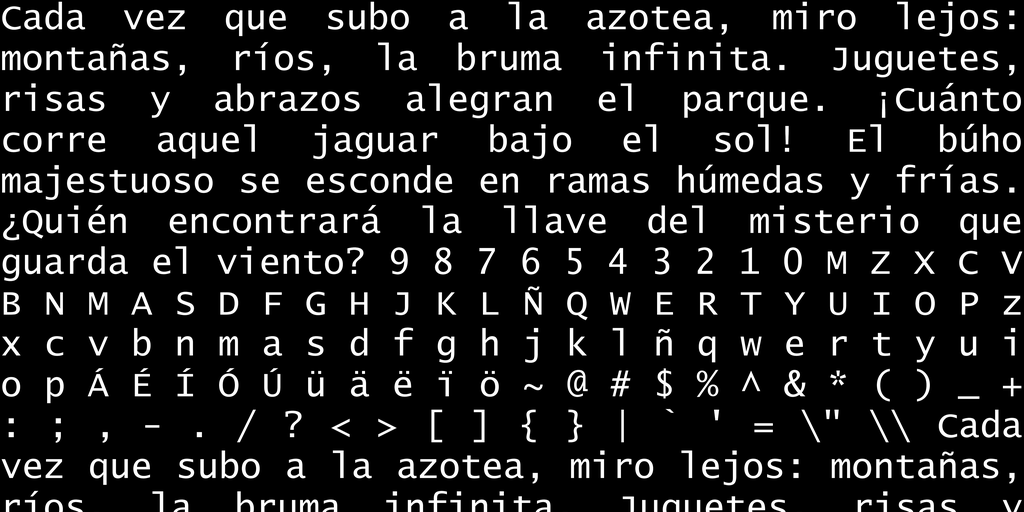 Cada vez que subo a la azotea, miro lejos:
montañas, ríos, la bruma infinita. Juguetes,
risas y abrazos alegran el parque. ¡Cuánto
corre aquel jaguar bajo el sol! El búho
majestuoso se esconde en ramas húmedas y frías.
¿Quién encontrará la llave del misterio que
guarda el viento? 9 8 7 6 5 4 3 2 1 0 M Z X C V
B N M A S D F G H J K L Ñ Q W E R T Y U I O P z
x c v b n m a s d f g h j k l ñ q w e r t y u i
o p Á É Í Ó Ú ü ä ë ï ö ~ @ # $ % ^ & * ( ) _ +
: ; , - . / ? < > [ ] { } | ` ' = \" \\ Cada
vez que subo a la azotea, miro lejos: montañas,
ríos, la bruma infinita. Juguetes, risas y